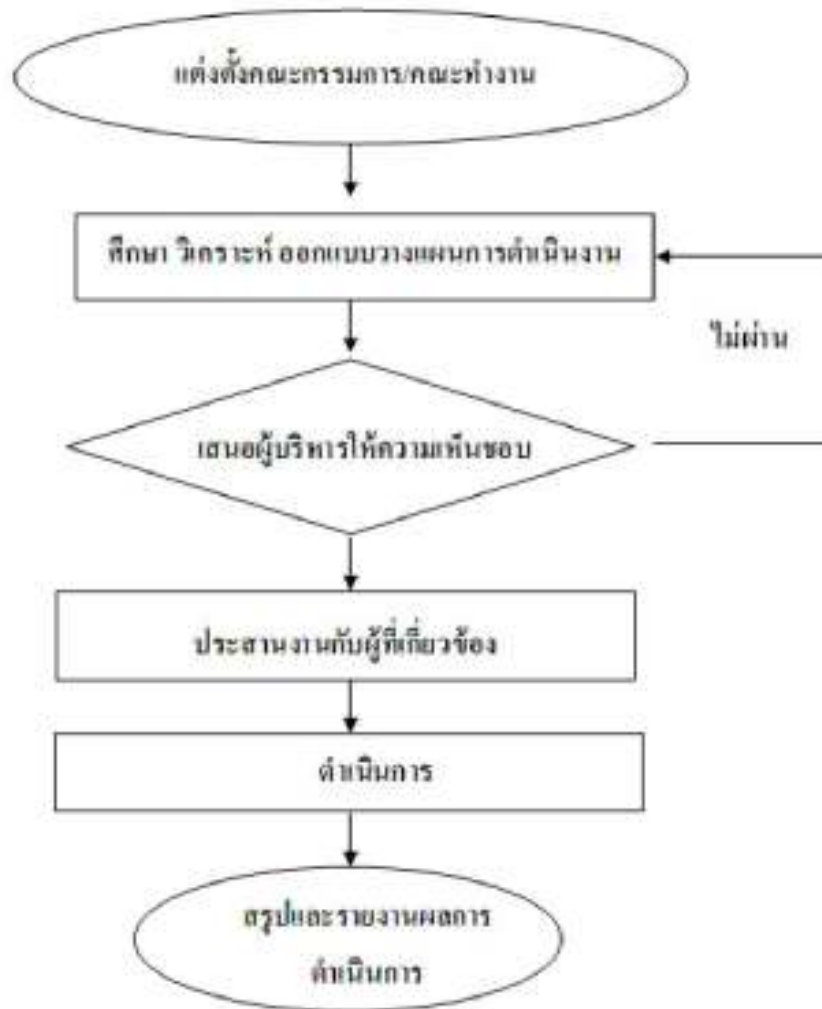 แต่งตั้งคณะกรรมการ/คณะทำงาน
ศึกษา วิเคราะห์ ออกแบบวางแผนการดำเนินงาน
ไม่ผ่าน
เสนอผู้บริหารให้ความเห็นชอบ
ประสานงานกับผู้ที่เกี่ยวข้อง
ดำเนินการ
สรุปและรายงานผลการ
ดำเนินการ